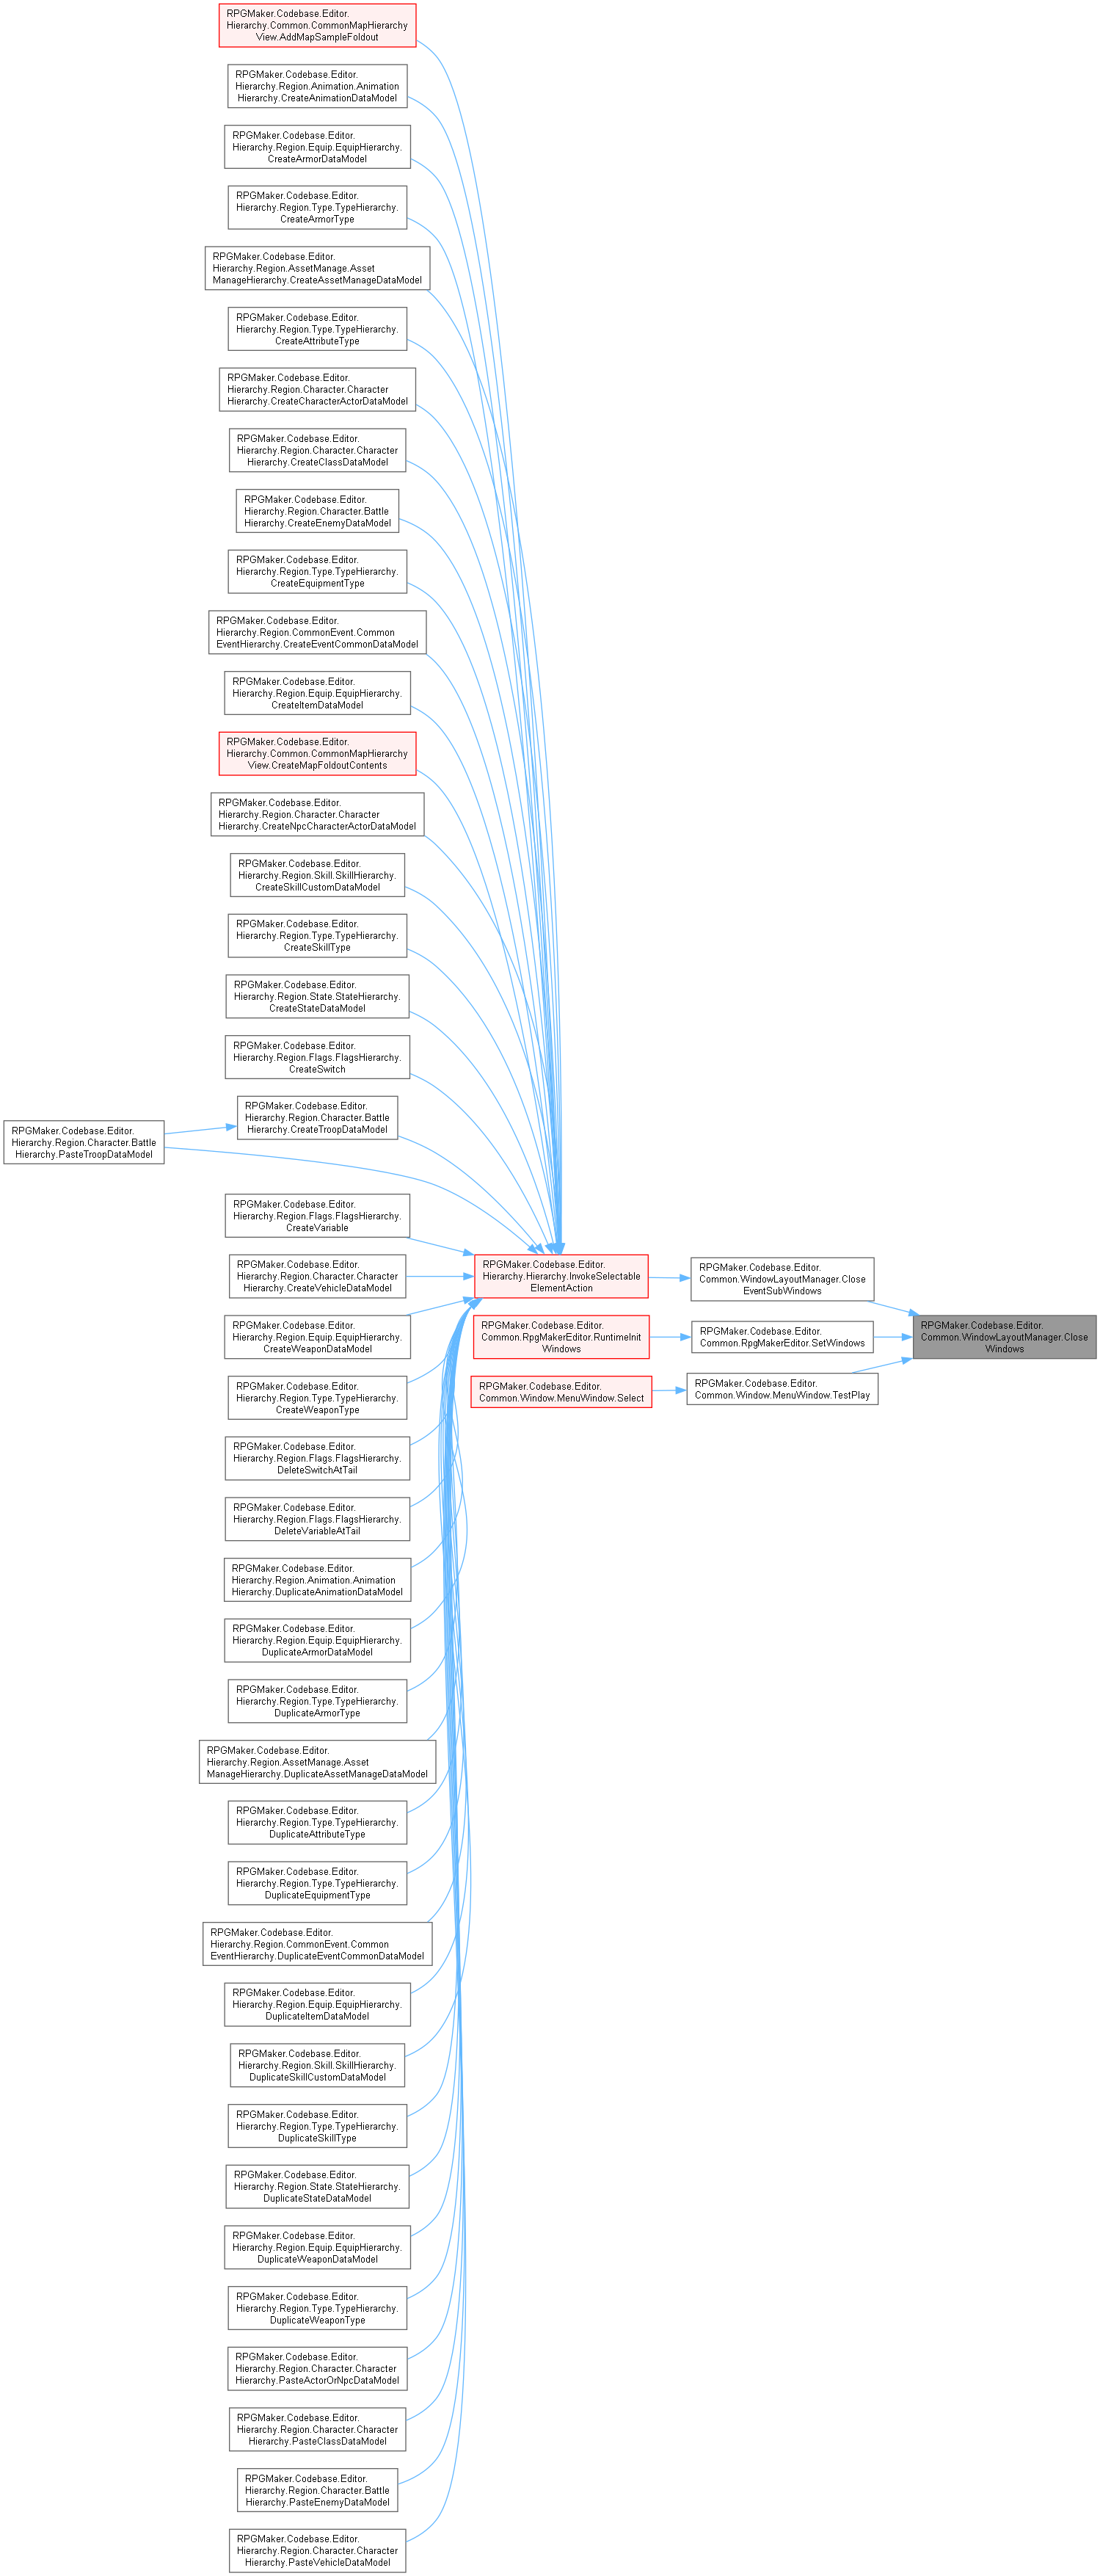 RPGMaker.Codebase.Editor.
Hierarchy.Common.CommonMapHierarchy
View.AddMapSampleFoldout
RPGMaker.Codebase.Editor.
Hierarchy.Region.Animation.Animation
Hierarchy.CreateAnimationDataModel
RPGMaker.Codebase.Editor.
Hierarchy.Region.Equip.EquipHierarchy.
CreateArmorDataModel
RPGMaker.Codebase.Editor.
Hierarchy.Region.Type.TypeHierarchy.
CreateArmorType
RPGMaker.Codebase.Editor.
Hierarchy.Region.AssetManage.Asset
ManageHierarchy.CreateAssetManageDataModel
RPGMaker.Codebase.Editor.
Hierarchy.Region.Type.TypeHierarchy.
CreateAttributeType
RPGMaker.Codebase.Editor.
Hierarchy.Region.Character.Character
Hierarchy.CreateCharacterActorDataModel
RPGMaker.Codebase.Editor.
Hierarchy.Region.Character.Character
Hierarchy.CreateClassDataModel
RPGMaker.Codebase.Editor.
Hierarchy.Region.Character.Battle
Hierarchy.CreateEnemyDataModel
RPGMaker.Codebase.Editor.
Hierarchy.Region.Type.TypeHierarchy.
CreateEquipmentType
RPGMaker.Codebase.Editor.
Hierarchy.Region.CommonEvent.Common
EventHierarchy.CreateEventCommonDataModel
RPGMaker.Codebase.Editor.
Hierarchy.Region.Equip.EquipHierarchy.
CreateItemDataModel
RPGMaker.Codebase.Editor.
Hierarchy.Common.CommonMapHierarchy
View.CreateMapFoldoutContents
RPGMaker.Codebase.Editor.
Hierarchy.Region.Character.Character
Hierarchy.CreateNpcCharacterActorDataModel
RPGMaker.Codebase.Editor.
Hierarchy.Region.Skill.SkillHierarchy.
CreateSkillCustomDataModel
RPGMaker.Codebase.Editor.
Hierarchy.Region.Type.TypeHierarchy.
CreateSkillType
RPGMaker.Codebase.Editor.
Hierarchy.Region.State.StateHierarchy.
CreateStateDataModel
RPGMaker.Codebase.Editor.
Hierarchy.Region.Flags.FlagsHierarchy.
CreateSwitch
RPGMaker.Codebase.Editor.
Hierarchy.Region.Character.Battle
Hierarchy.CreateTroopDataModel
RPGMaker.Codebase.Editor.
Hierarchy.Region.Character.Battle
Hierarchy.PasteTroopDataModel
RPGMaker.Codebase.Editor.
Hierarchy.Region.Flags.FlagsHierarchy.
CreateVariable
RPGMaker.Codebase.Editor.
Hierarchy.Region.Character.Character
Hierarchy.CreateVehicleDataModel
RPGMaker.Codebase.Editor.
Hierarchy.Hierarchy.InvokeSelectable
ElementAction
RPGMaker.Codebase.Editor.
Common.WindowLayoutManager.Close
EventSubWindows
RPGMaker.Codebase.Editor.
Common.WindowLayoutManager.Close
Windows
RPGMaker.Codebase.Editor.
Common.RpgMakerEditor.RuntimeInit
Windows
RPGMaker.Codebase.Editor.
Common.RpgMakerEditor.SetWindows
RPGMaker.Codebase.Editor.
Common.Window.MenuWindow.Select
RPGMaker.Codebase.Editor.
Common.Window.MenuWindow.TestPlay
RPGMaker.Codebase.Editor.
Hierarchy.Region.Equip.EquipHierarchy.
CreateWeaponDataModel
RPGMaker.Codebase.Editor.
Hierarchy.Region.Type.TypeHierarchy.
CreateWeaponType
RPGMaker.Codebase.Editor.
Hierarchy.Region.Flags.FlagsHierarchy.
DeleteSwitchAtTail
RPGMaker.Codebase.Editor.
Hierarchy.Region.Flags.FlagsHierarchy.
DeleteVariableAtTail
RPGMaker.Codebase.Editor.
Hierarchy.Region.Animation.Animation
Hierarchy.DuplicateAnimationDataModel
RPGMaker.Codebase.Editor.
Hierarchy.Region.Equip.EquipHierarchy.
DuplicateArmorDataModel
RPGMaker.Codebase.Editor.
Hierarchy.Region.Type.TypeHierarchy.
DuplicateArmorType
RPGMaker.Codebase.Editor.
Hierarchy.Region.AssetManage.Asset
ManageHierarchy.DuplicateAssetManageDataModel
RPGMaker.Codebase.Editor.
Hierarchy.Region.Type.TypeHierarchy.
DuplicateAttributeType
RPGMaker.Codebase.Editor.
Hierarchy.Region.Type.TypeHierarchy.
DuplicateEquipmentType
RPGMaker.Codebase.Editor.
Hierarchy.Region.CommonEvent.Common
EventHierarchy.DuplicateEventCommonDataModel
RPGMaker.Codebase.Editor.
Hierarchy.Region.Equip.EquipHierarchy.
DuplicateItemDataModel
RPGMaker.Codebase.Editor.
Hierarchy.Region.Skill.SkillHierarchy.
DuplicateSkillCustomDataModel
RPGMaker.Codebase.Editor.
Hierarchy.Region.Type.TypeHierarchy.
DuplicateSkillType
RPGMaker.Codebase.Editor.
Hierarchy.Region.State.StateHierarchy.
DuplicateStateDataModel
RPGMaker.Codebase.Editor.
Hierarchy.Region.Equip.EquipHierarchy.
DuplicateWeaponDataModel
RPGMaker.Codebase.Editor.
Hierarchy.Region.Type.TypeHierarchy.
DuplicateWeaponType
RPGMaker.Codebase.Editor.
Hierarchy.Region.Character.Character
Hierarchy.PasteActorOrNpcDataModel
RPGMaker.Codebase.Editor.
Hierarchy.Region.Character.Character
Hierarchy.PasteClassDataModel
RPGMaker.Codebase.Editor.
Hierarchy.Region.Character.Battle
Hierarchy.PasteEnemyDataModel
RPGMaker.Codebase.Editor.
Hierarchy.Region.Character.Character
Hierarchy.PasteVehicleDataModel